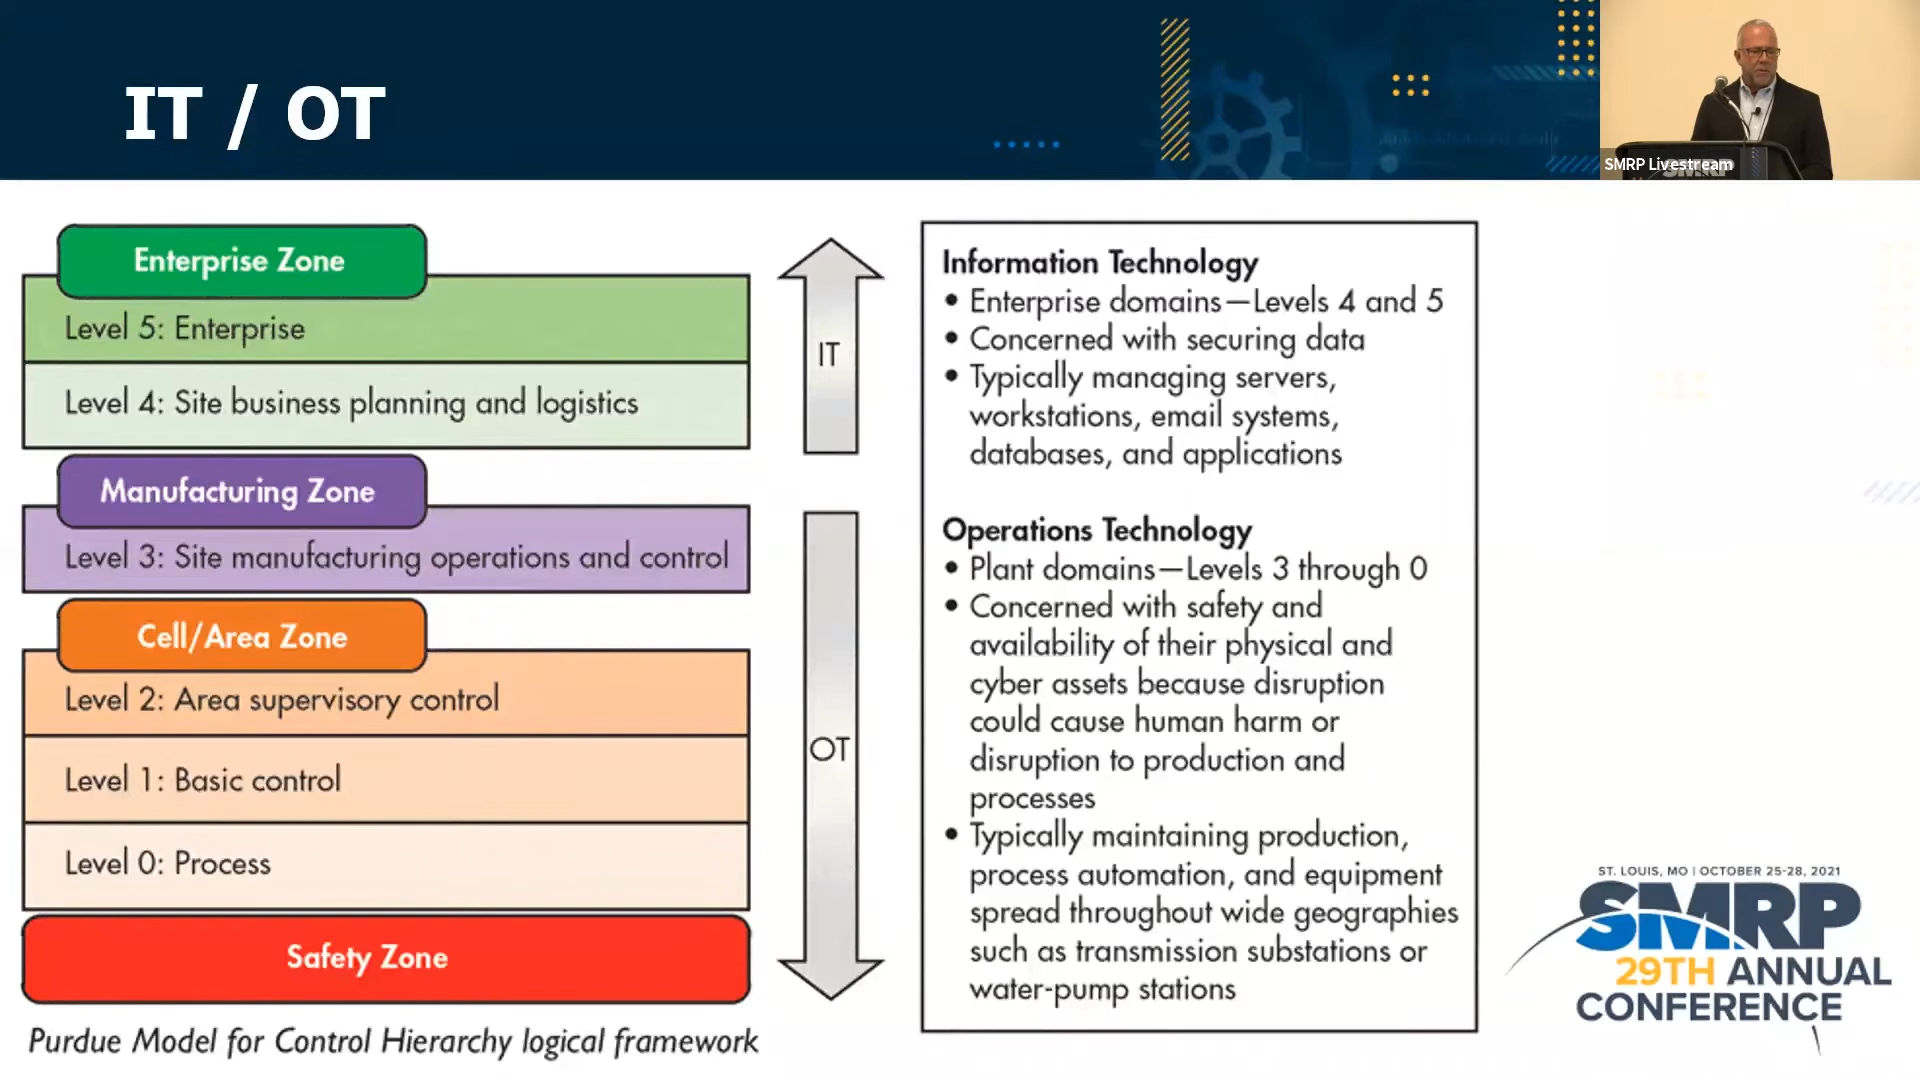 IT / OT
SMRP Livestream
SMRP
Enterprise Zone
Level 5: Enterprise
Level 4: Site business planning and logistics
Manufacturing Zone
Level 3: Site manufacturing operations and control
Cell/Area Zone
Level 2: Area supervisory control
Level 1: Basic control
Level 0: Process
Safety Zone
Purdue Model for Control Hierarchy logical framework
IT
OT
Information Technology
• Enterprise domains—Levels 4 and 5
• Concerned with securing data
• Typically managing servers,
workstations, email systems,
databases, and applications
Operations Technology
• Plant domains—Levels 3 through 0
• Concerned with safety and
availability of their physical and
cyber assets because disruption
could cause human harm or
disruption to production and
processes
• Typically maintaining production,
process automation, and equipment
spread throughout wide geographies
such as transmission substations or
water-pump stations
ST. LOUIS, MO | OCTOBER 25-28, 2021
SMRP
29TH ANNUAL
CONFERENCE